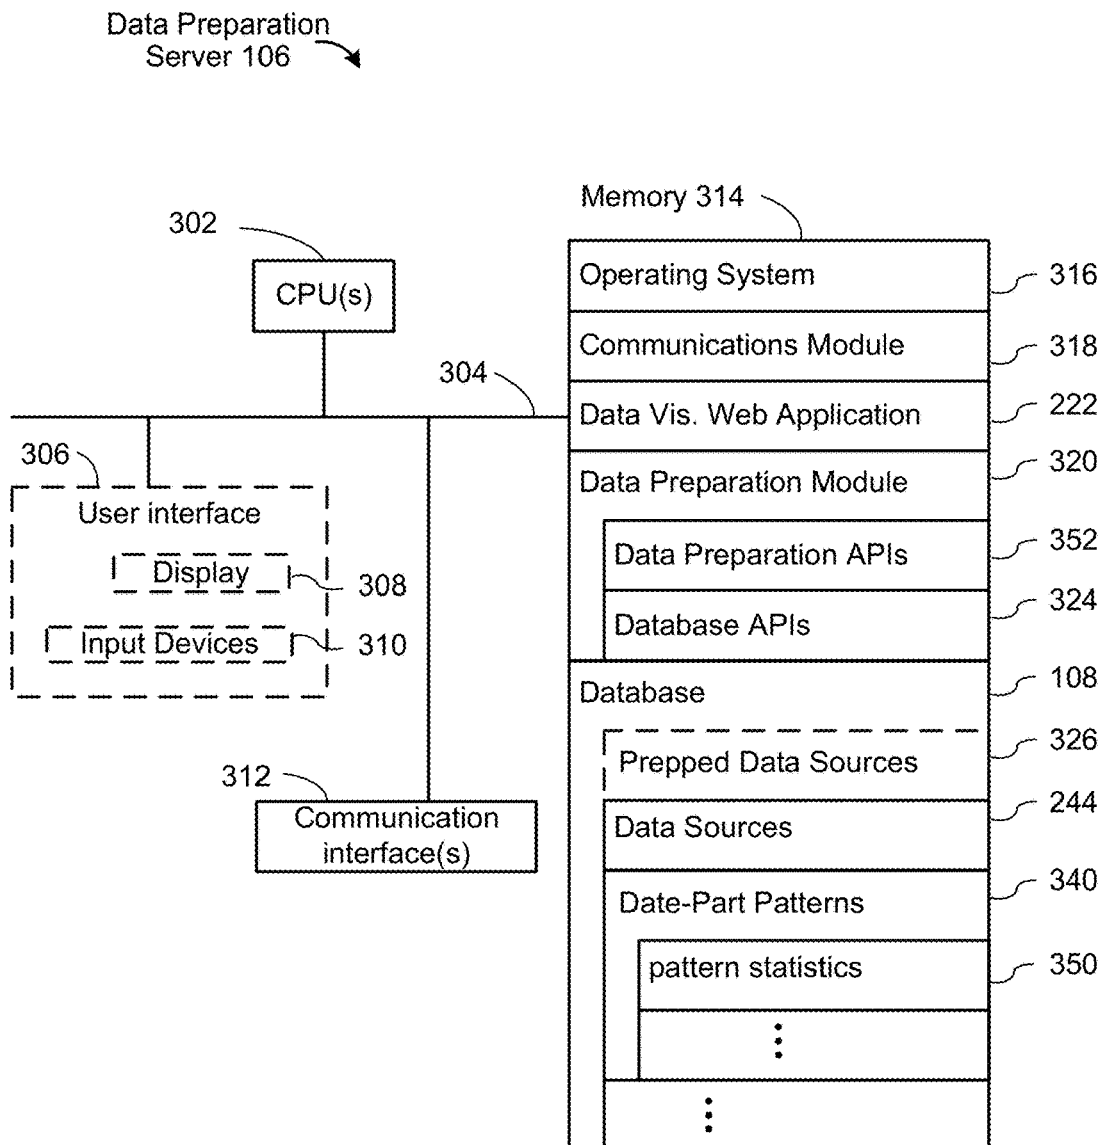 Data Preparation
Server 106
Memory 314
302
CPU(s)
304
306
User interface
Display
308
Input Devices
310
312
Communication
interface(s)
Operating System
316
Communications Module
318
Data Vis. Web Application
222
Data Preparation Module
320
Data Preparation APIs
352
Database APIs
324
Database
108
Prepped Data Sources
326
Data Sources
244
Date-Part Patterns
340
pattern statistics
350